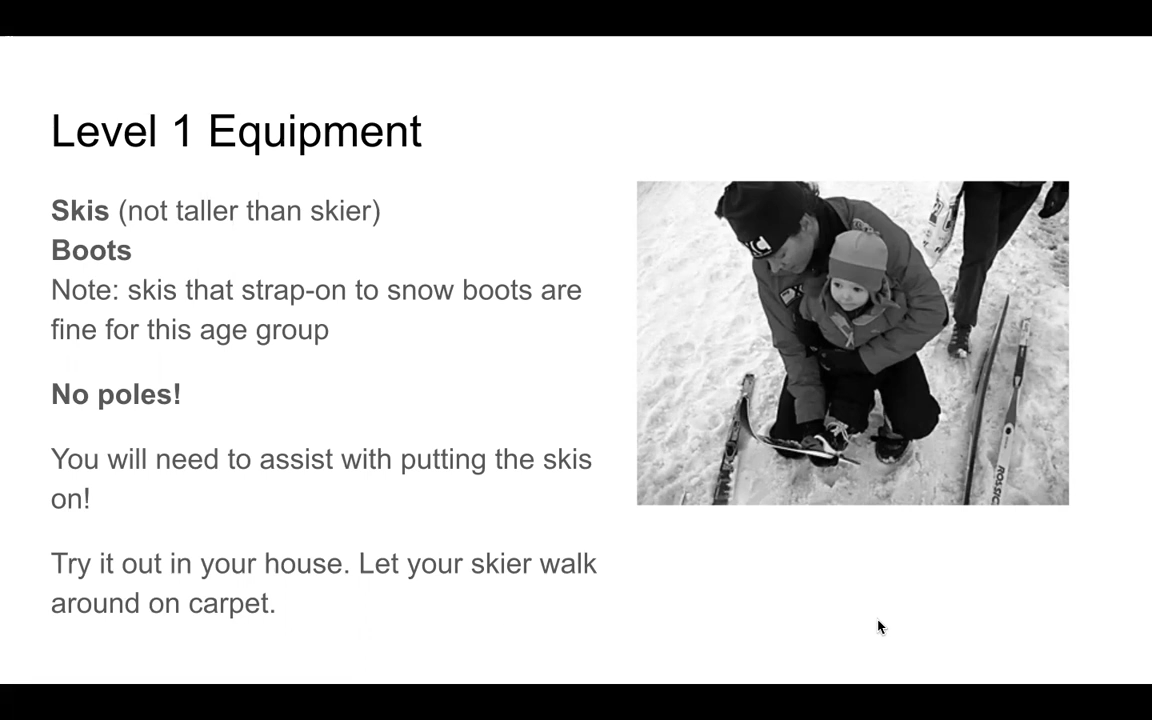 Level 1 Equipment
Skis (not taller than skier)
Boots
Note: skis that strap-on to snow boots are
fine for this age group
No poles!
You will need to assist with putting the skis
on!
Try it out in your house. Let your skier walk
around on carpet.